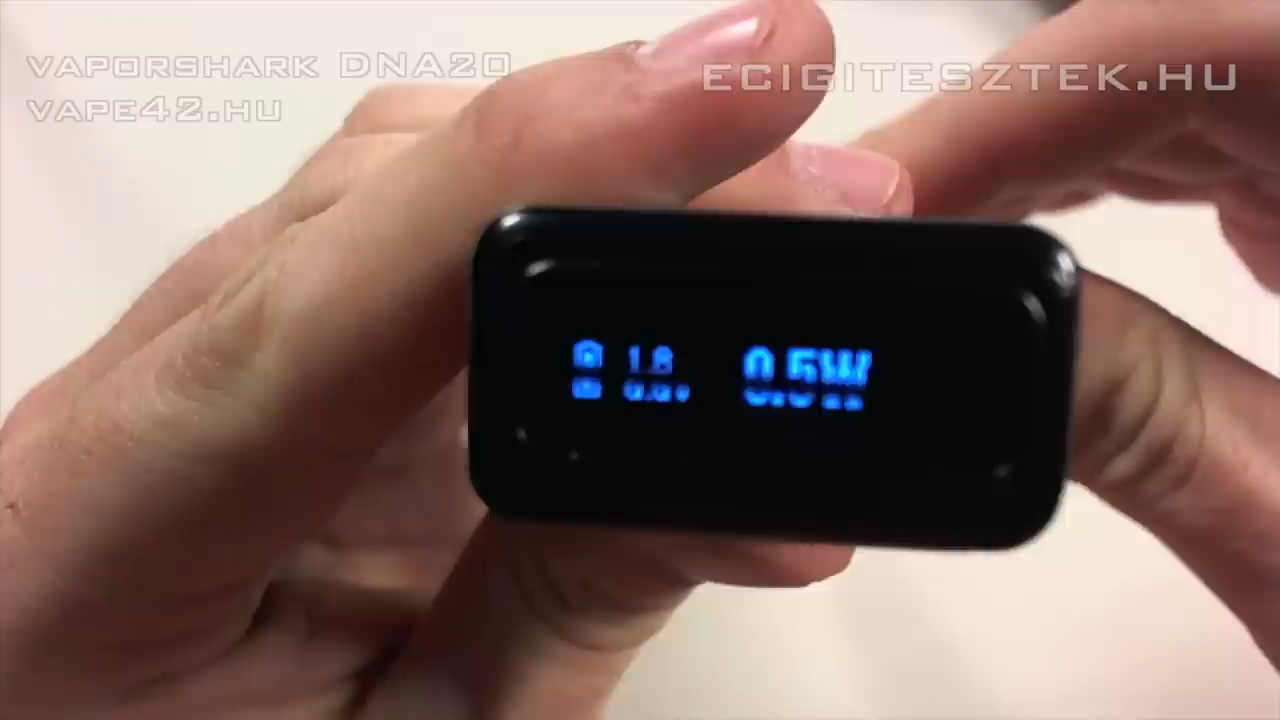 VAPORSHARK DNA20
VAPE42.HU
ECIGITESZTEK.HU
1.8
0.5W